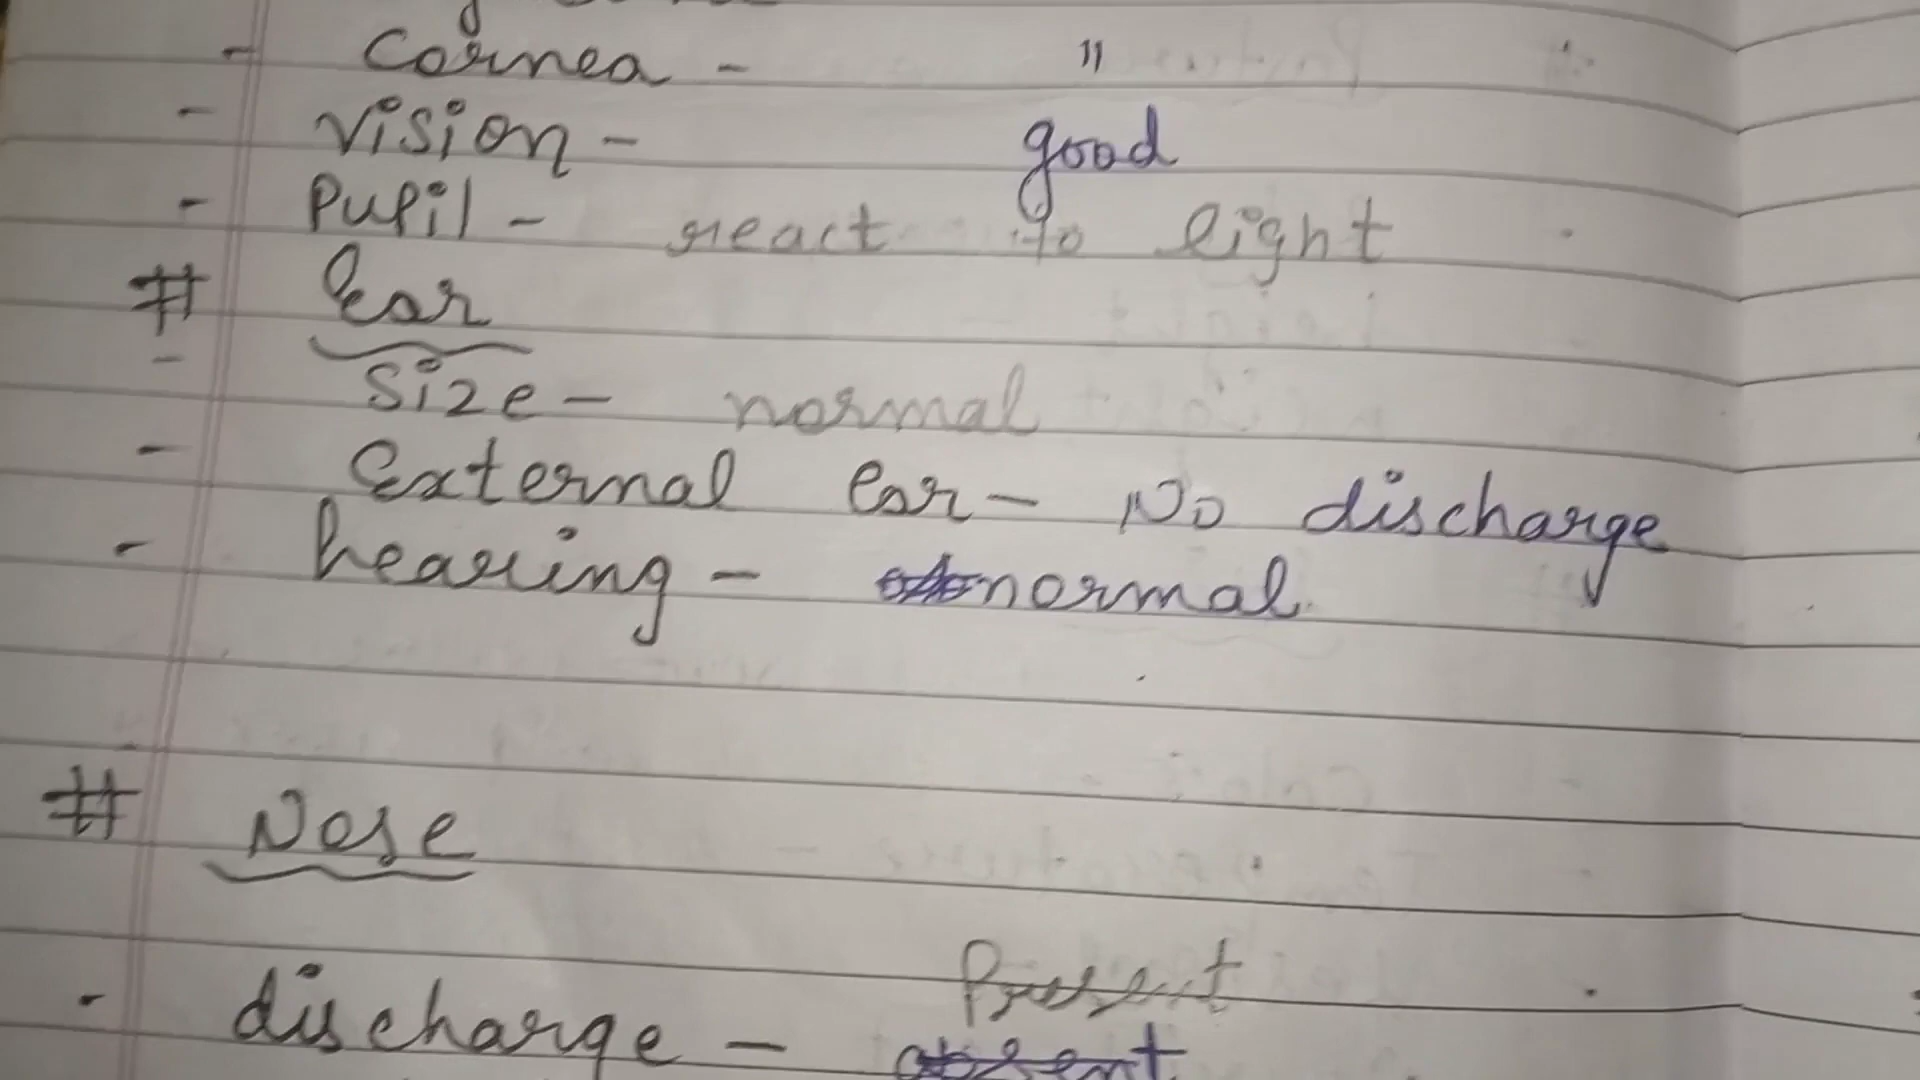 - Cornea - "
- Vision - good
- Pupil - react to light
# Ear
- Size - normal
- External ear - No discharge
- hearing - normal
# Nose
- discharge - Present
absent